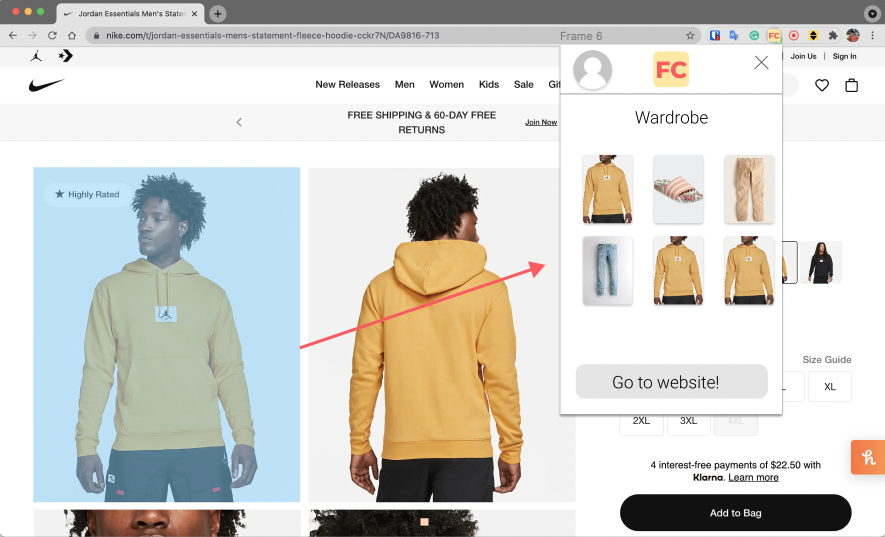 Jordan Essentials Men's Statem
nike.com/t/jordan-essentials-mens-statement-fleece-hoodie-cckr7N/DA9816-713
Frame 6
FC
Join Us | Sign In
New Releases Men Women Kids Sale Gif
FREE SHIPPING & 60-DAY FREE
RETURNS
Join Now
FC
Wardrobe
Highly Rated
Go to website!
Size Guide
L
XL
2XL
3XL
4XL
4 interest-free payments of $22.50 with
Klarna. Learn more
Add to Bag
h